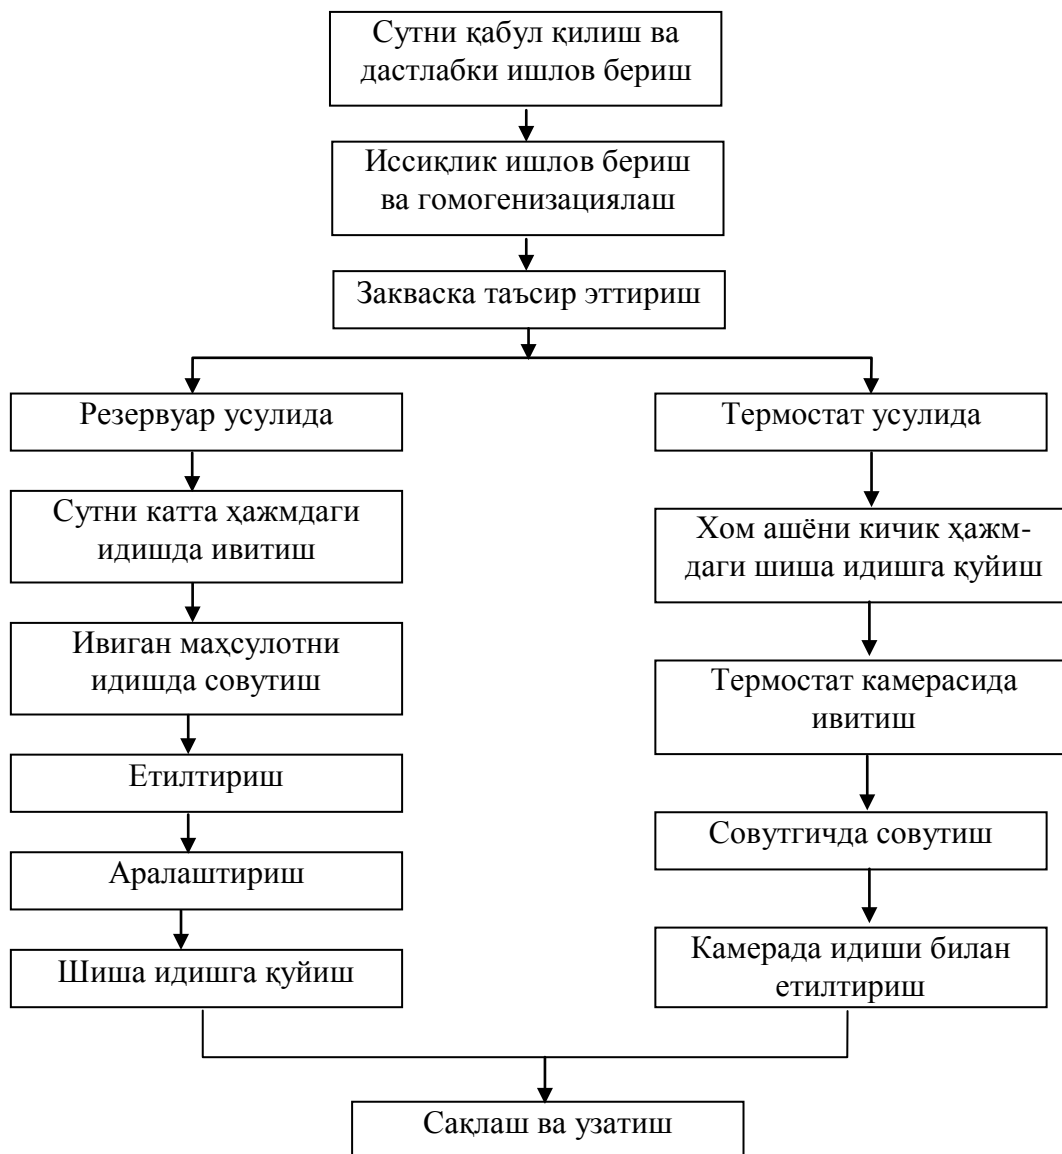 Сутни қабул қилиш ва
дастлабки ишлов бериш
Иссиқлик ишлов бериш
ва гомогенизациялаш
Закваска таъсир эттириш
Резервуар усулида
Сутни катта ҳажмдаги
идишда ивитиш
Ивиган маҳсулотни
идишда совутиш
Етилтириш
Аралаштириш
Шиша идишга қуйиш
Термостат усулида
Хом ашёни кичик ҳажм-
даги шиша идишга қуйиш
Термостат камерасида
ивитиш
Совутгичда совутиш
Камерада идиши билан
етилтириш
Сақлаш ва узатиш